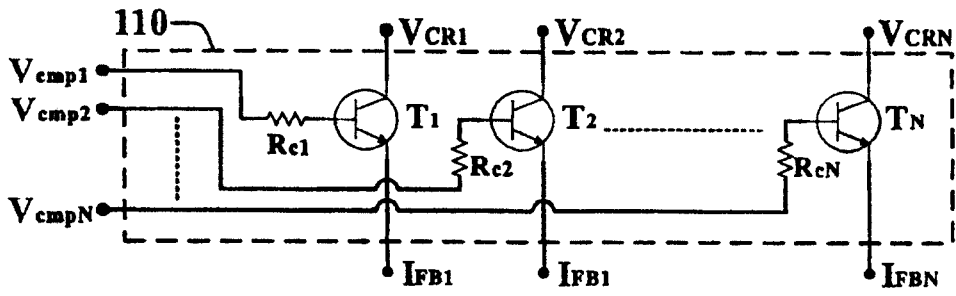 110
VCR1
VCR2
VCRN
Vcmp1
Vcmp2
VcmpN
Rc1
T1
Rc2
T2
RcN
TN
IFB1
IFB1
IFBN